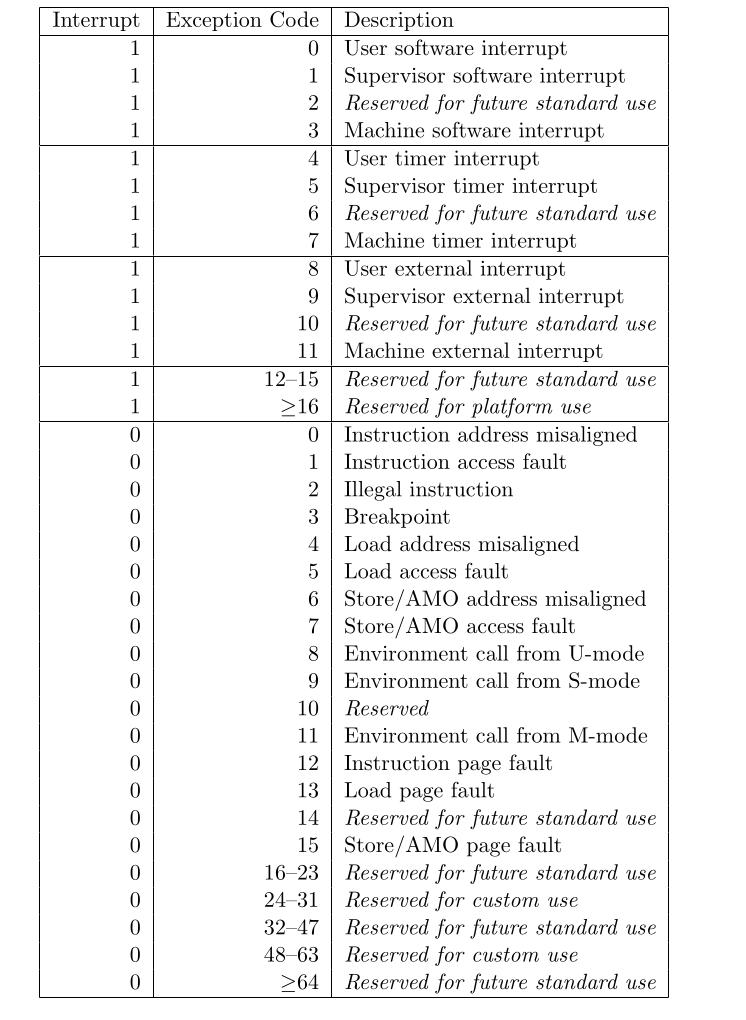 Interrupt Exception Code Description
1 0 User software interrupt
1 1 Supervisor software interrupt
1 2 Reserved for future standard use
1 3 Machine software interrupt
1 4 User timer interrupt
1 5 Supervisor timer interrupt
1 6 Reserved for future standard use
1 7 Machine timer interrupt
1 8 User external interrupt
1 9 Supervisor external interrupt
1 10 Reserved for future standard use
1 11 Machine external interrupt
1 12–15 Reserved for future standard use
1 ≥16 Reserved for platform use
0 0 Instruction address misaligned
0 1 Instruction access fault
0 2 Illegal instruction
0 3 Breakpoint
0 4 Load address misaligned
0 5 Load access fault
0 6 Store/AMO address misaligned
0 7 Store/AMO access fault
0 8 Environment call from U-mode
0 9 Environment call from S-mode
0 10 Reserved
0 11 Environment call from M-mode
0 12 Instruction page fault
0 13 Load page fault
0 14 Reserved for future standard use
0 15 Store/AMO page fault
0 16–23 Reserved for future standard use
0 24–31 Reserved for custom use
0 32–47 Reserved for future standard use
0 48–63 Reserved for custom use
0 ≥64 Reserved for future standard use